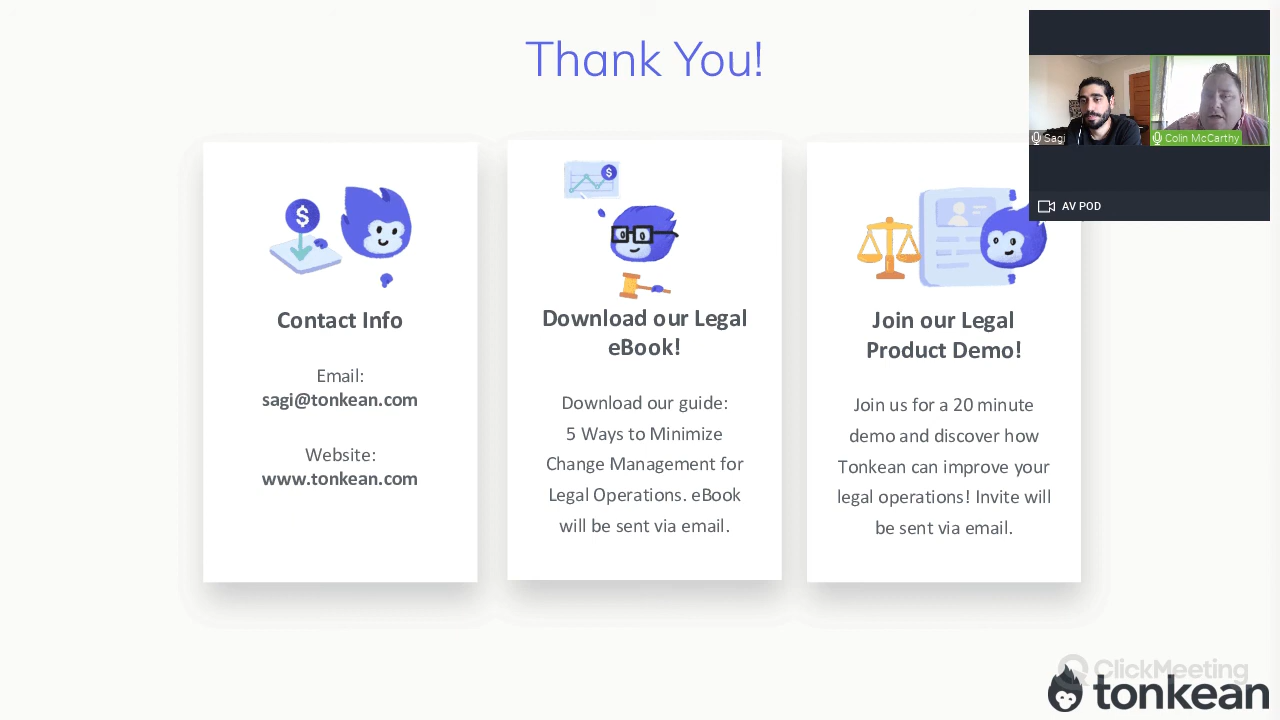 Thank You!
Sagi
Colin McCarthy
AV POD
$
Contact Info
Email:
sagi@tonkean.com
Website:
www.tonkean.com
$
Download our Legal
eBook!
Download our guide:
5 Ways to Minimize
Change Management for
Legal Operations. eBook
will be sent via email.
Join our Legal
Product Demo!
Join us for a 20 minute
demo and discover how
Tonkean can improve your
legal operations! Invite will
be sent via email.
ClickMeeting
tonkean